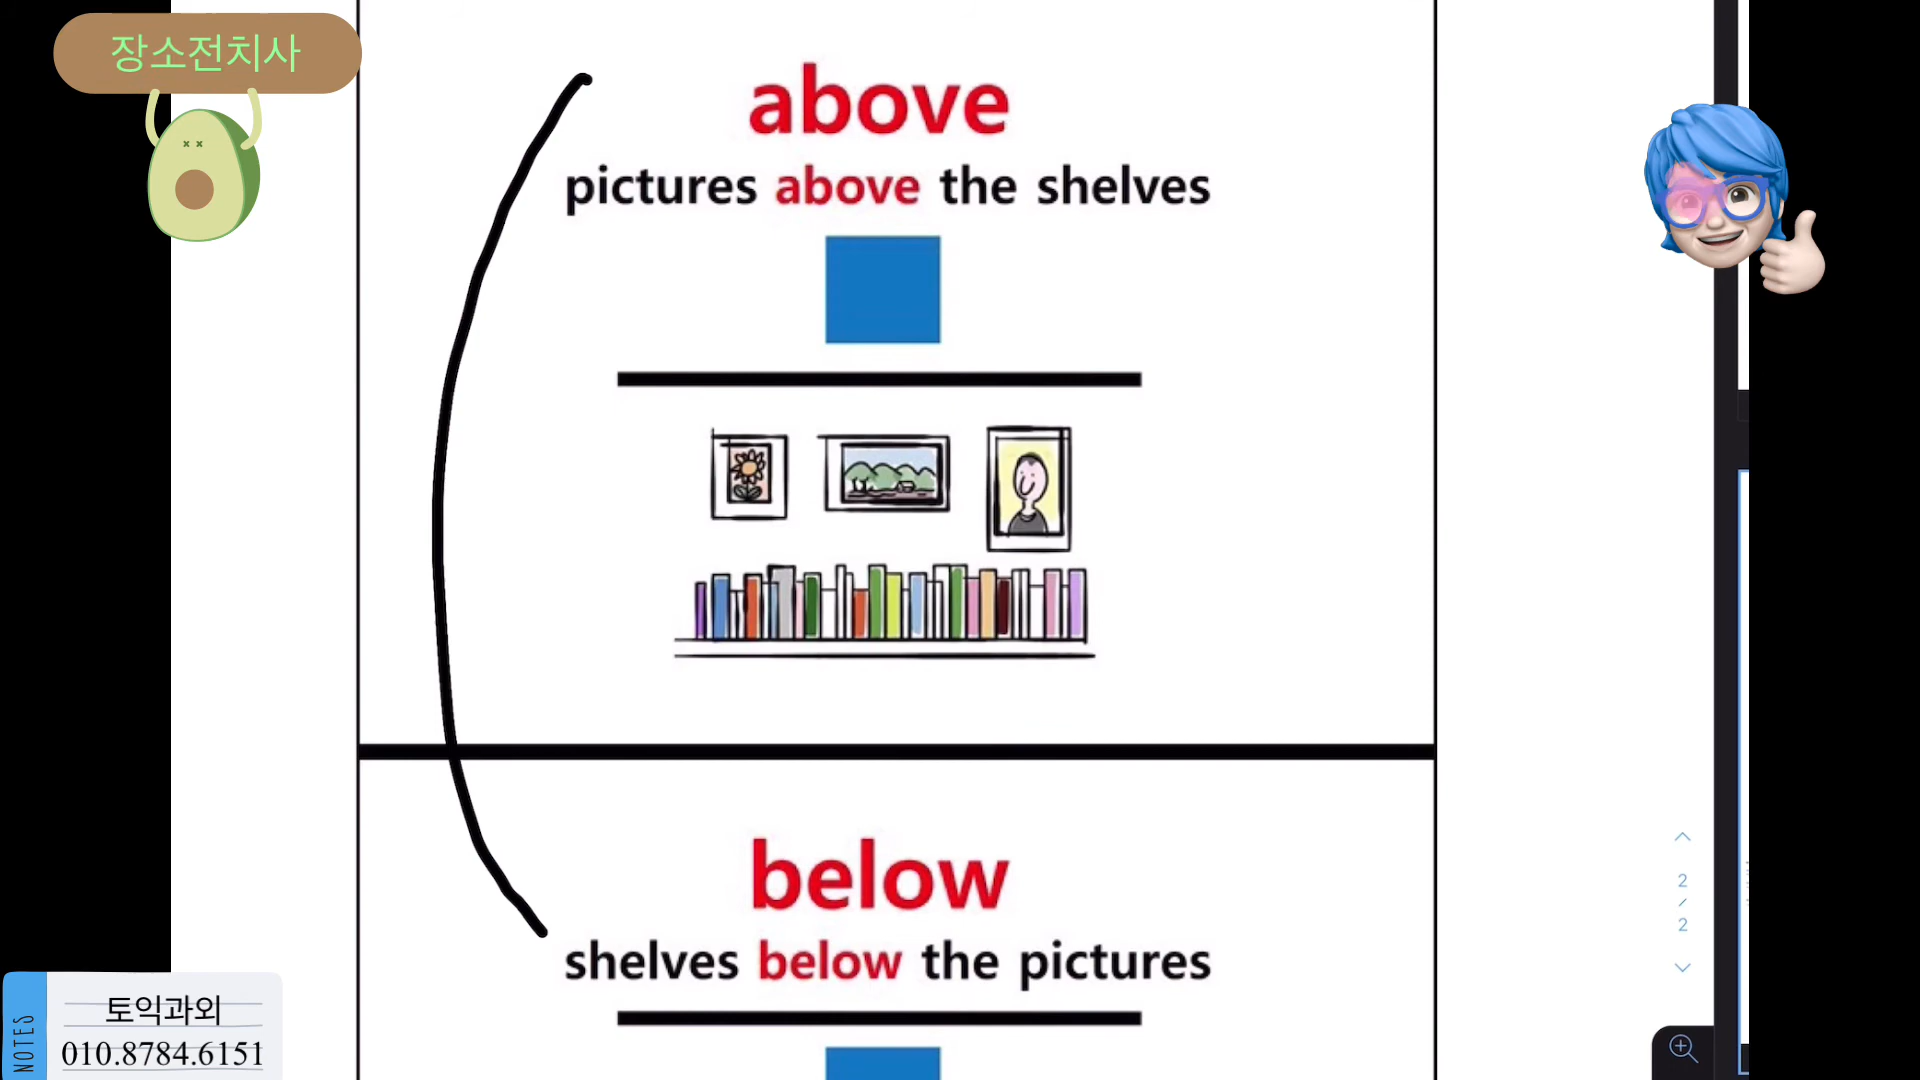 장소전치사
above
pictures above the shelves
below
shelves below the pictures
2
2
NOTES
토익과외
010.8784.6151